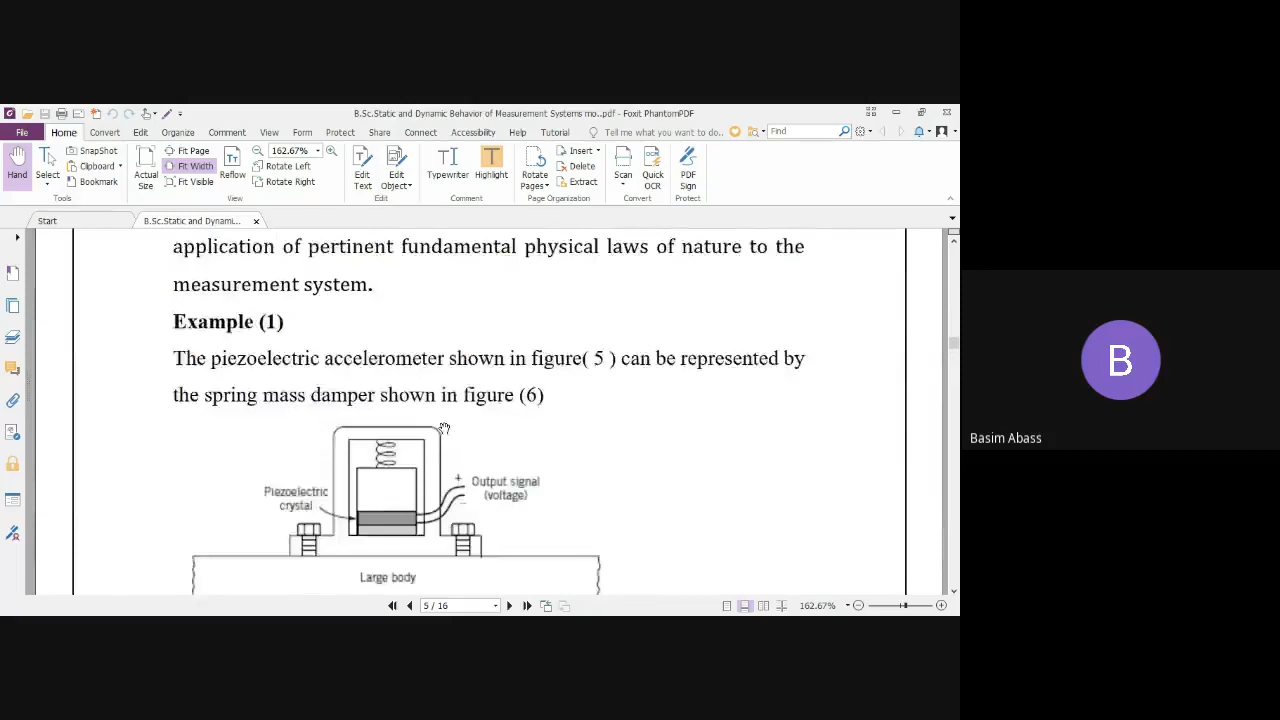 B.Sc.Static and Dynamic Behavior of Measurement Systems mo..pdf - Foxit PhantomPDF
File Home Convert Edit Organize Comment View Form Protect Share Connect Accessibility Help Tutorial Tell me what you want to do.. Find
Hand
Select
SnapShot
Clipboard
Bookmark
Tools
Actual Size
Fit Page
Fit Width
Fit Visible
Reflow
162.67%
Rotate Left
Rotate Right
View
Edit Text
Edit Object
Edit
Typewriter
Highlight
Comment
Rotate Pages
Insert
Delete
Extract
Page Organization
Scan
Quick OCR
Convert
PDF Sign
Protect
Start
B.Sc.Static and Dynami...
application of pertinent fundamental physical laws of nature to the
measurement system.
Example (1)
The piezoelectric accelerometer shown in figure( 5 ) can be represented by
the spring mass damper shown in figure (6)
Piezoelectric
crystal
+
−
Output signal
(voltage)
Large body
5 / 16
162.67%
B
Basim Abass